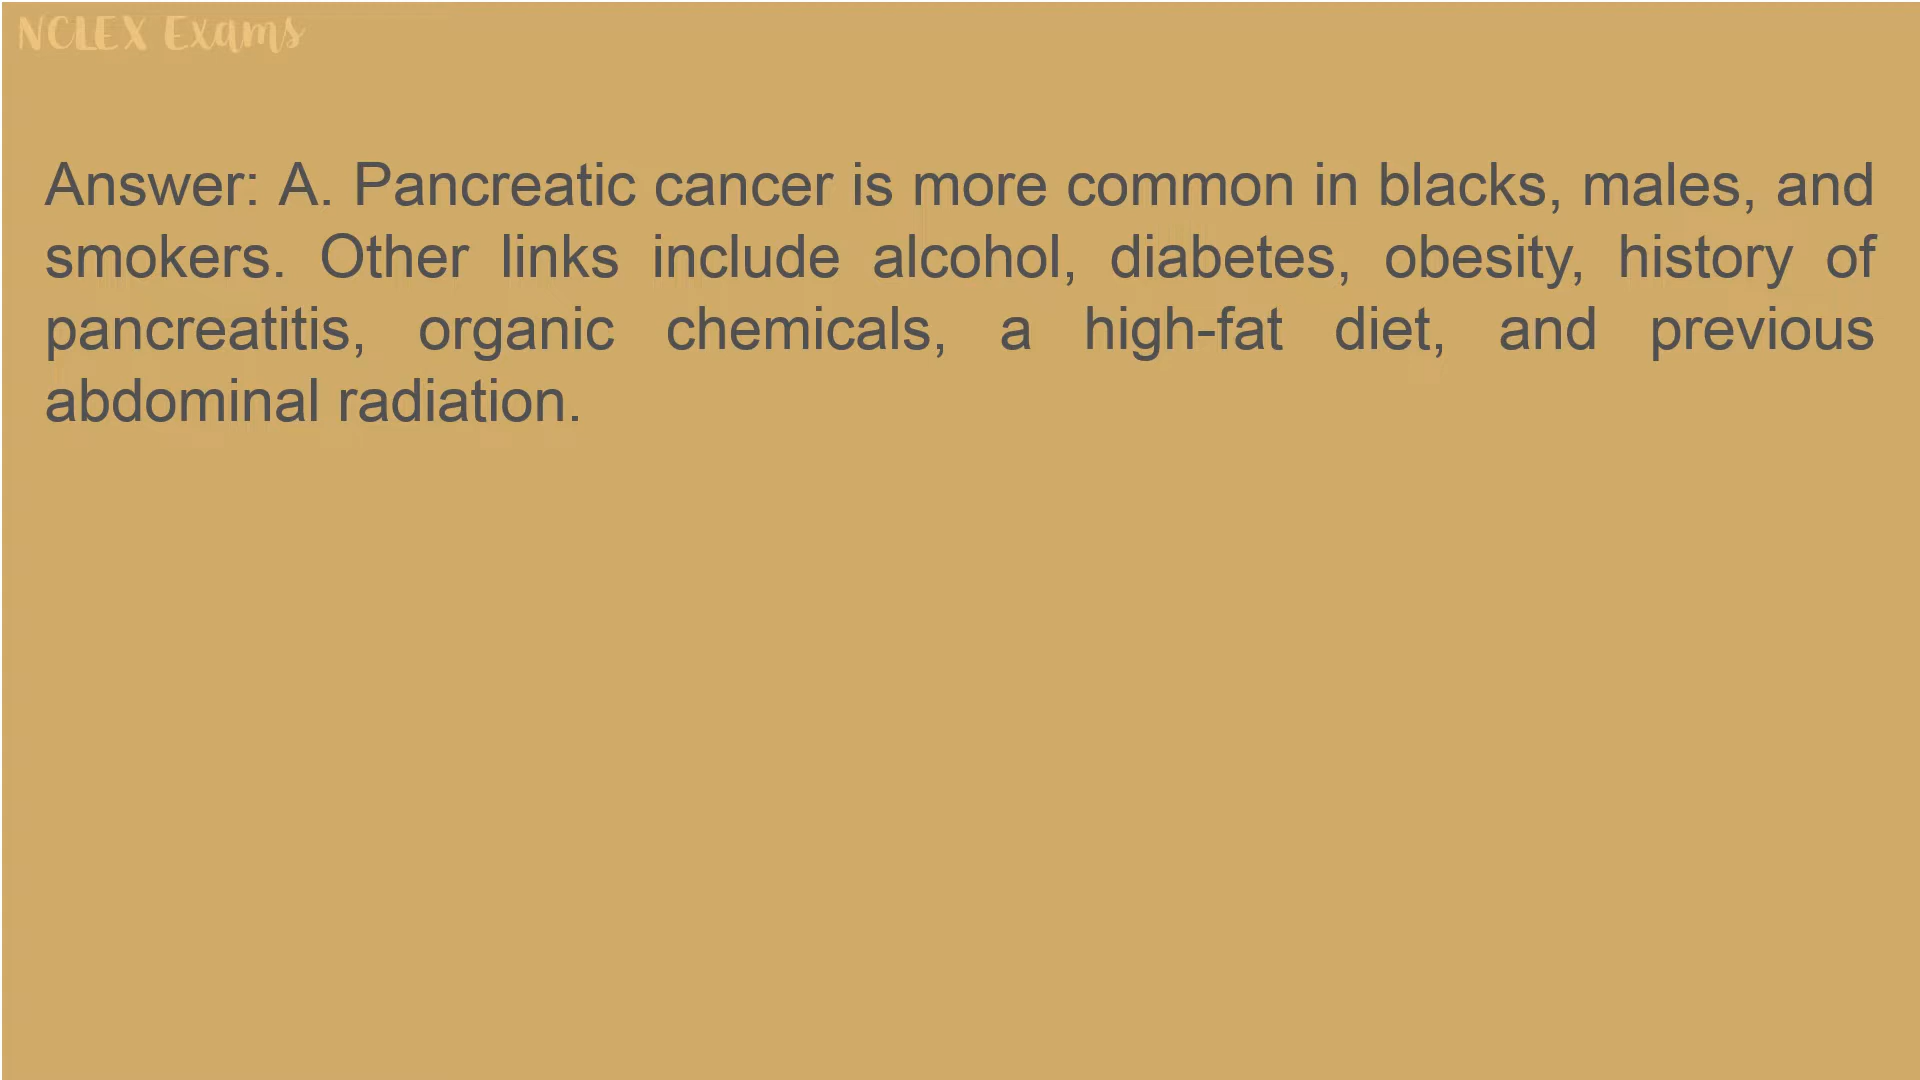 NCLEX Exams
Answer: A. Pancreatic cancer is more common in blacks, males, and
smokers. Other links include alcohol, diabetes, obesity, history of
pancreatitis, organic chemicals, a high-fat diet, and previous
abdominal radiation.